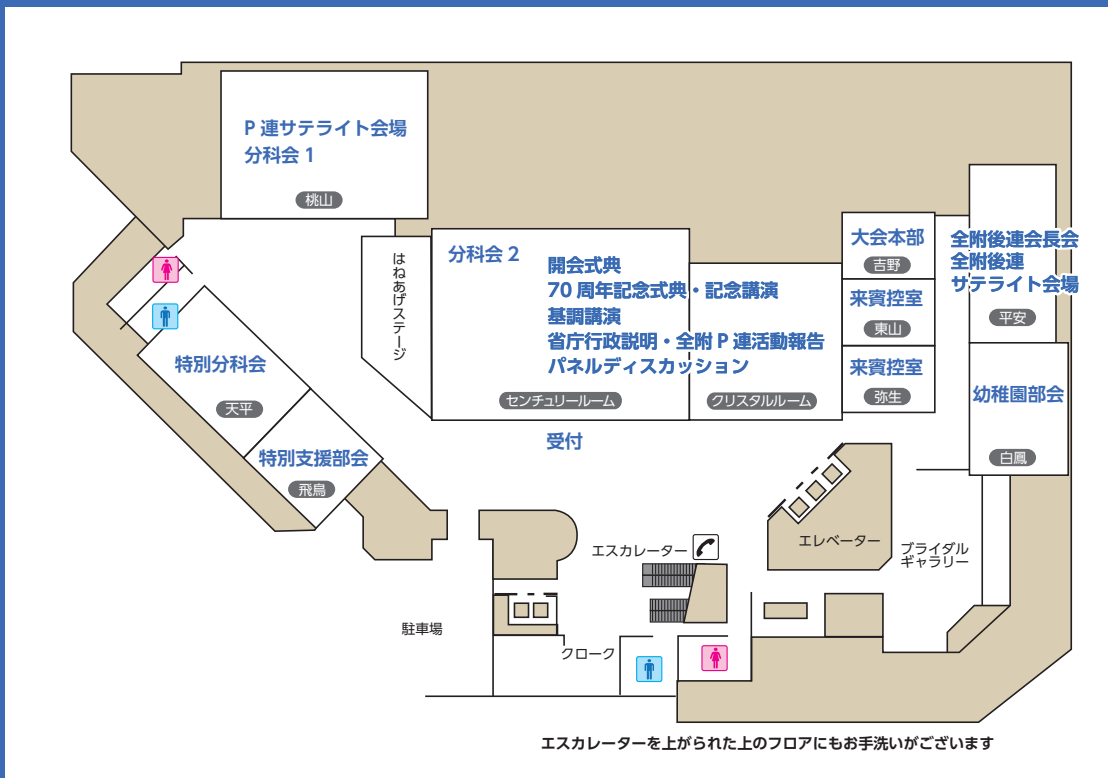 P 連サテライト会場
分科会 1
桃山
はねあげステージ
分科会 2
開会式典
70 周年記念式典・記念講演
基調講演
省庁行政説明・全附 P 連活動報告
パネルディスカッション
センチュリールーム
クリスタルルーム
大会本部
吉野
来賓控室
東山
来賓控室
弥生
全附後連会長会
全附後連
サテライト会場
平安
幼稚園部会
白鳳
特別分科会
天平
特別支援部会
飛鳥
受付
エスカレーター
エレベーター
ブライダル
ギャラリー
駐車場
クローク
エスカレーターを上がられた上のフロアにもお手洗いがございます